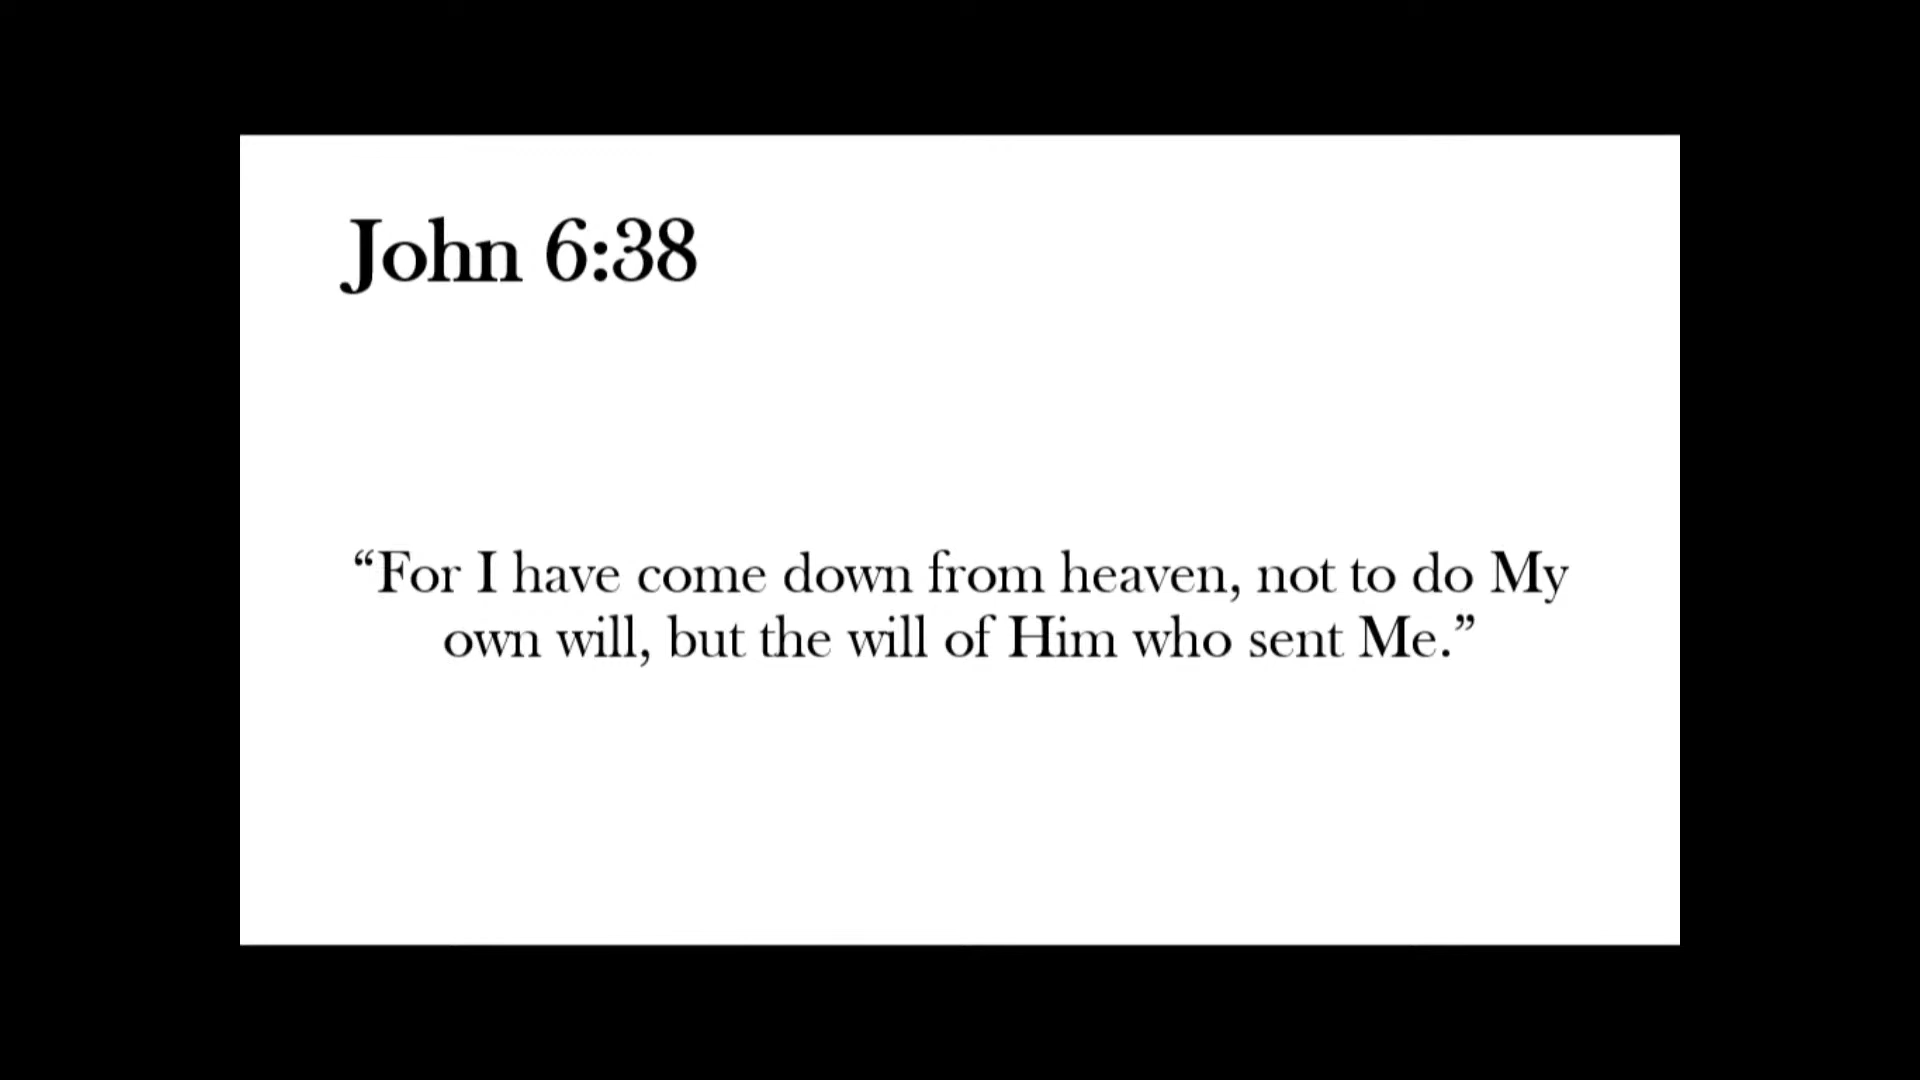 John 6:38
“For I have come down from heaven, not to do My
own will, but the will of Him who sent Me.”